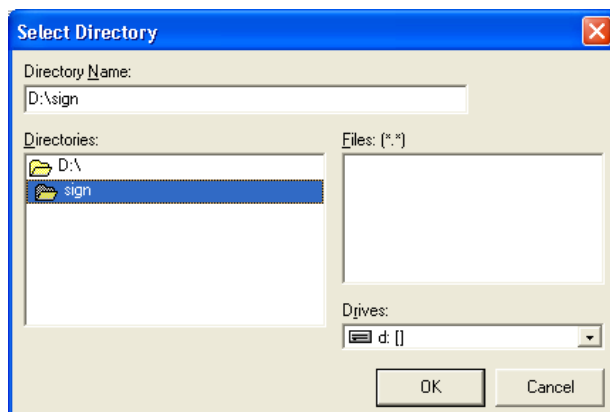 Select Directory
Directory Name:
D:\sign
Directories:
D:\
sign
Files: (*.*)
Drives:
d: []
OK
Cancel